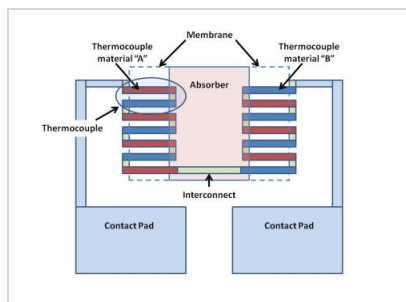 Membrane
Thermocouple
material "A"
Thermocouple
material "B"
Absorber
Thermocouple
Interconnect
Contact Pad
Contact Pad